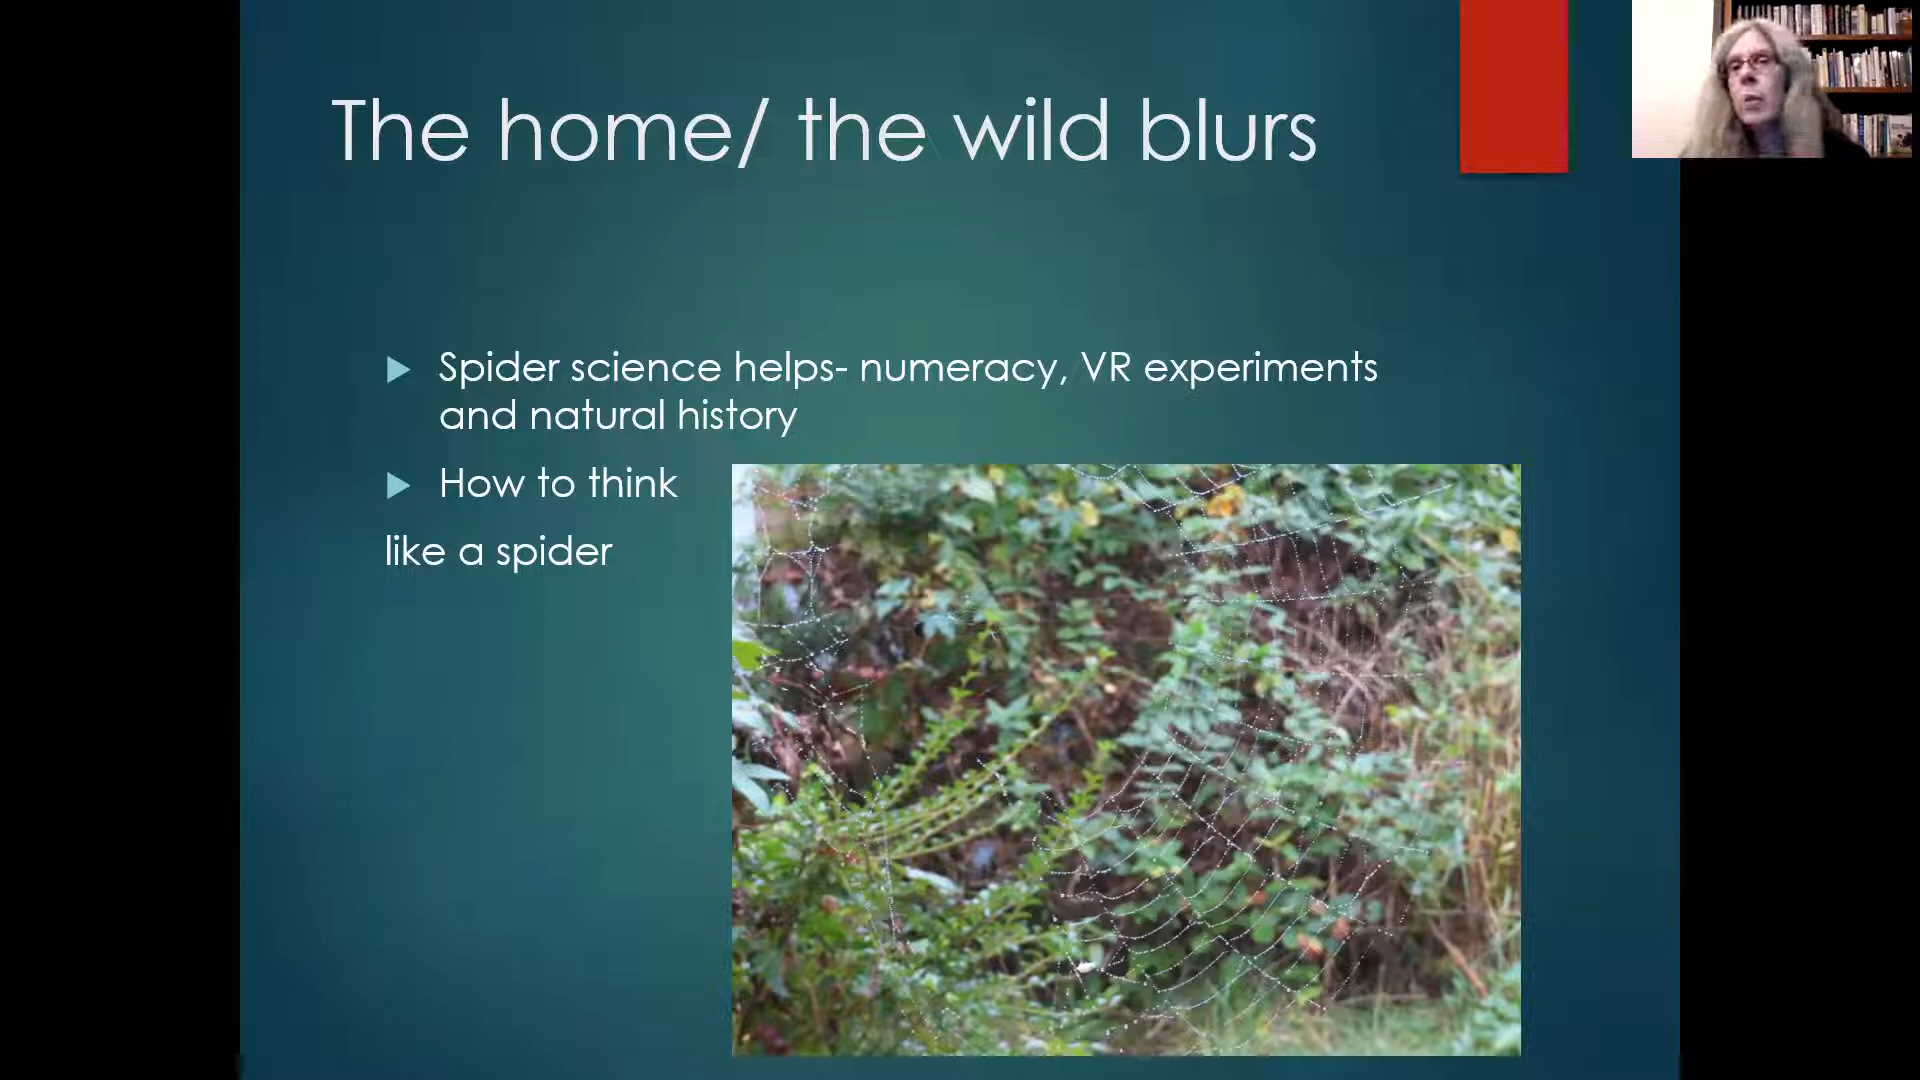 The home/ the wild blurs
Spider science helps- numeracy, VR experiments
and natural history
How to think
like a spider